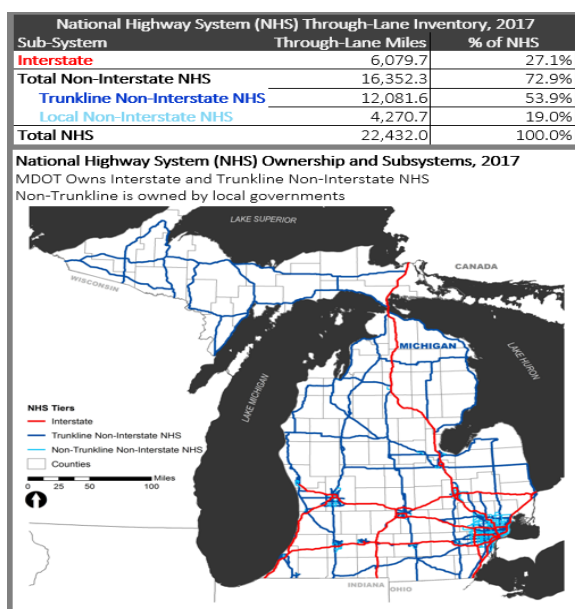 National Highway System (NHS) Through-Lane Inventory, 2017
Sub-System Through-Lane Miles % of NHS
Interstate 6,079.7 27.1%
Total Non-Interstate NHS 16,352.3 72.9%
Trunkline Non-Interstate NHS 12,081.6 53.9%
Local Non-Interstate NHS 4,270.7 19.0%
Total NHS 22,432.0 100.0%
National Highway System (NHS) Ownership and Subsystems, 2017
MDOT Owns Interstate and Trunkline Non-Interstate NHS
Non-Trunkline is owned by local governments
LAKE SUPERIOR
CANADA
WISCONSIN
MICHIGAN
LAKE HURON
LAKE MICHIGAN
NHS Tiers
Interstate
Trunkline Non-Interstate NHS
Non-Trunkline Non-Interstate NHS
Counties
Miles
0 25 50 100
INDIANA OHIO